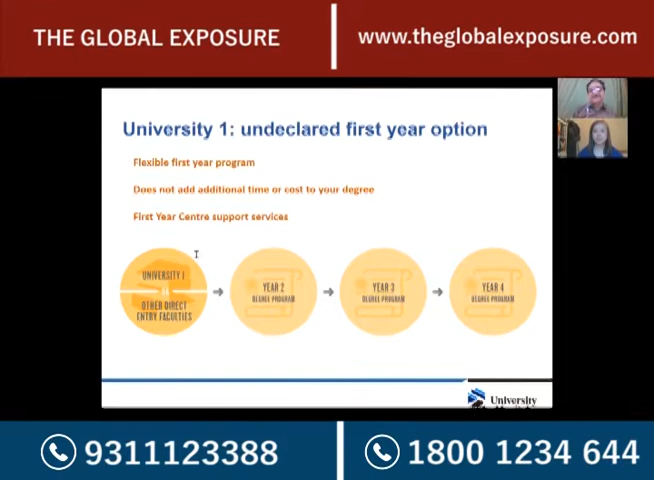 THE GLOBAL EXPOSURE
www.theglobalexposure.com
University 1: undeclared first year option
Flexible first year program
Does not add additional time or cost to your degree
First Year Centre support services
UNIVERSITY 1
OTHER DIRECT
ENTRY FACULTIES
YEAR 2
DEGREE PROGRAM
YEAR 3
DEGREE PROGRAM
YEAR 4
DEGREE PROGRAM
University
9311123388
1800 1234 644